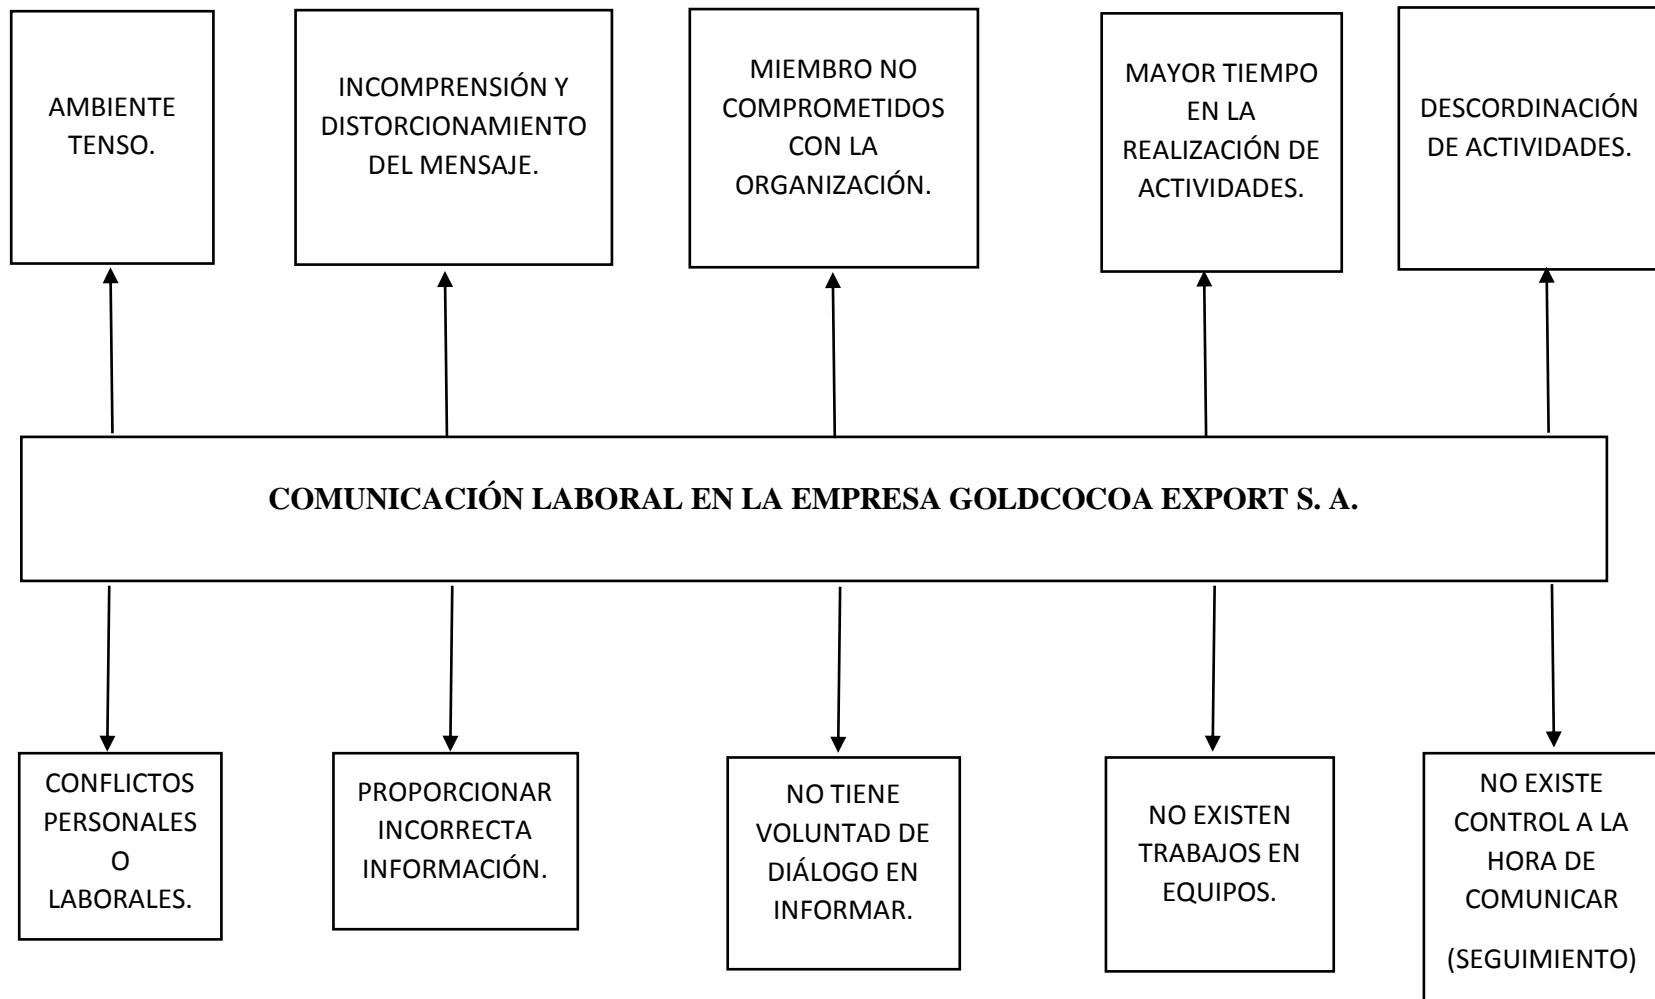 AMBIENTE
TENSO.
INCOMPRENSIÓN Y
DISTORCIONAMIENTO
DEL MENSAJE.
MIEMBRO NO
COMPROMETIDOS
CON LA
ORGANIZACIÓN.
MAYOR TIEMPO
EN LA
REALIZACIÓN DE
ACTIVIDADES.
DESCORDINACIÓN
DE ACTIVIDADES.
COMUNICACIÓN LABORAL EN LA EMPRESA GOLDCOCOA EXPORT S. A.
CONFLICTOS
PERSONALES
O
LABORALES.
PROPORCIONAR
INCORRECTA
INFORMACIÓN.
NO TIENE
VOLUNTAD DE
DIÁLOGO EN
INFORMAR.
NO EXISTEN
TRABAJOS EN
EQUIPOS.
NO EXISTE
CONTROL A LA
HORA DE
COMUNICAR
(SEGUIMIENTO)